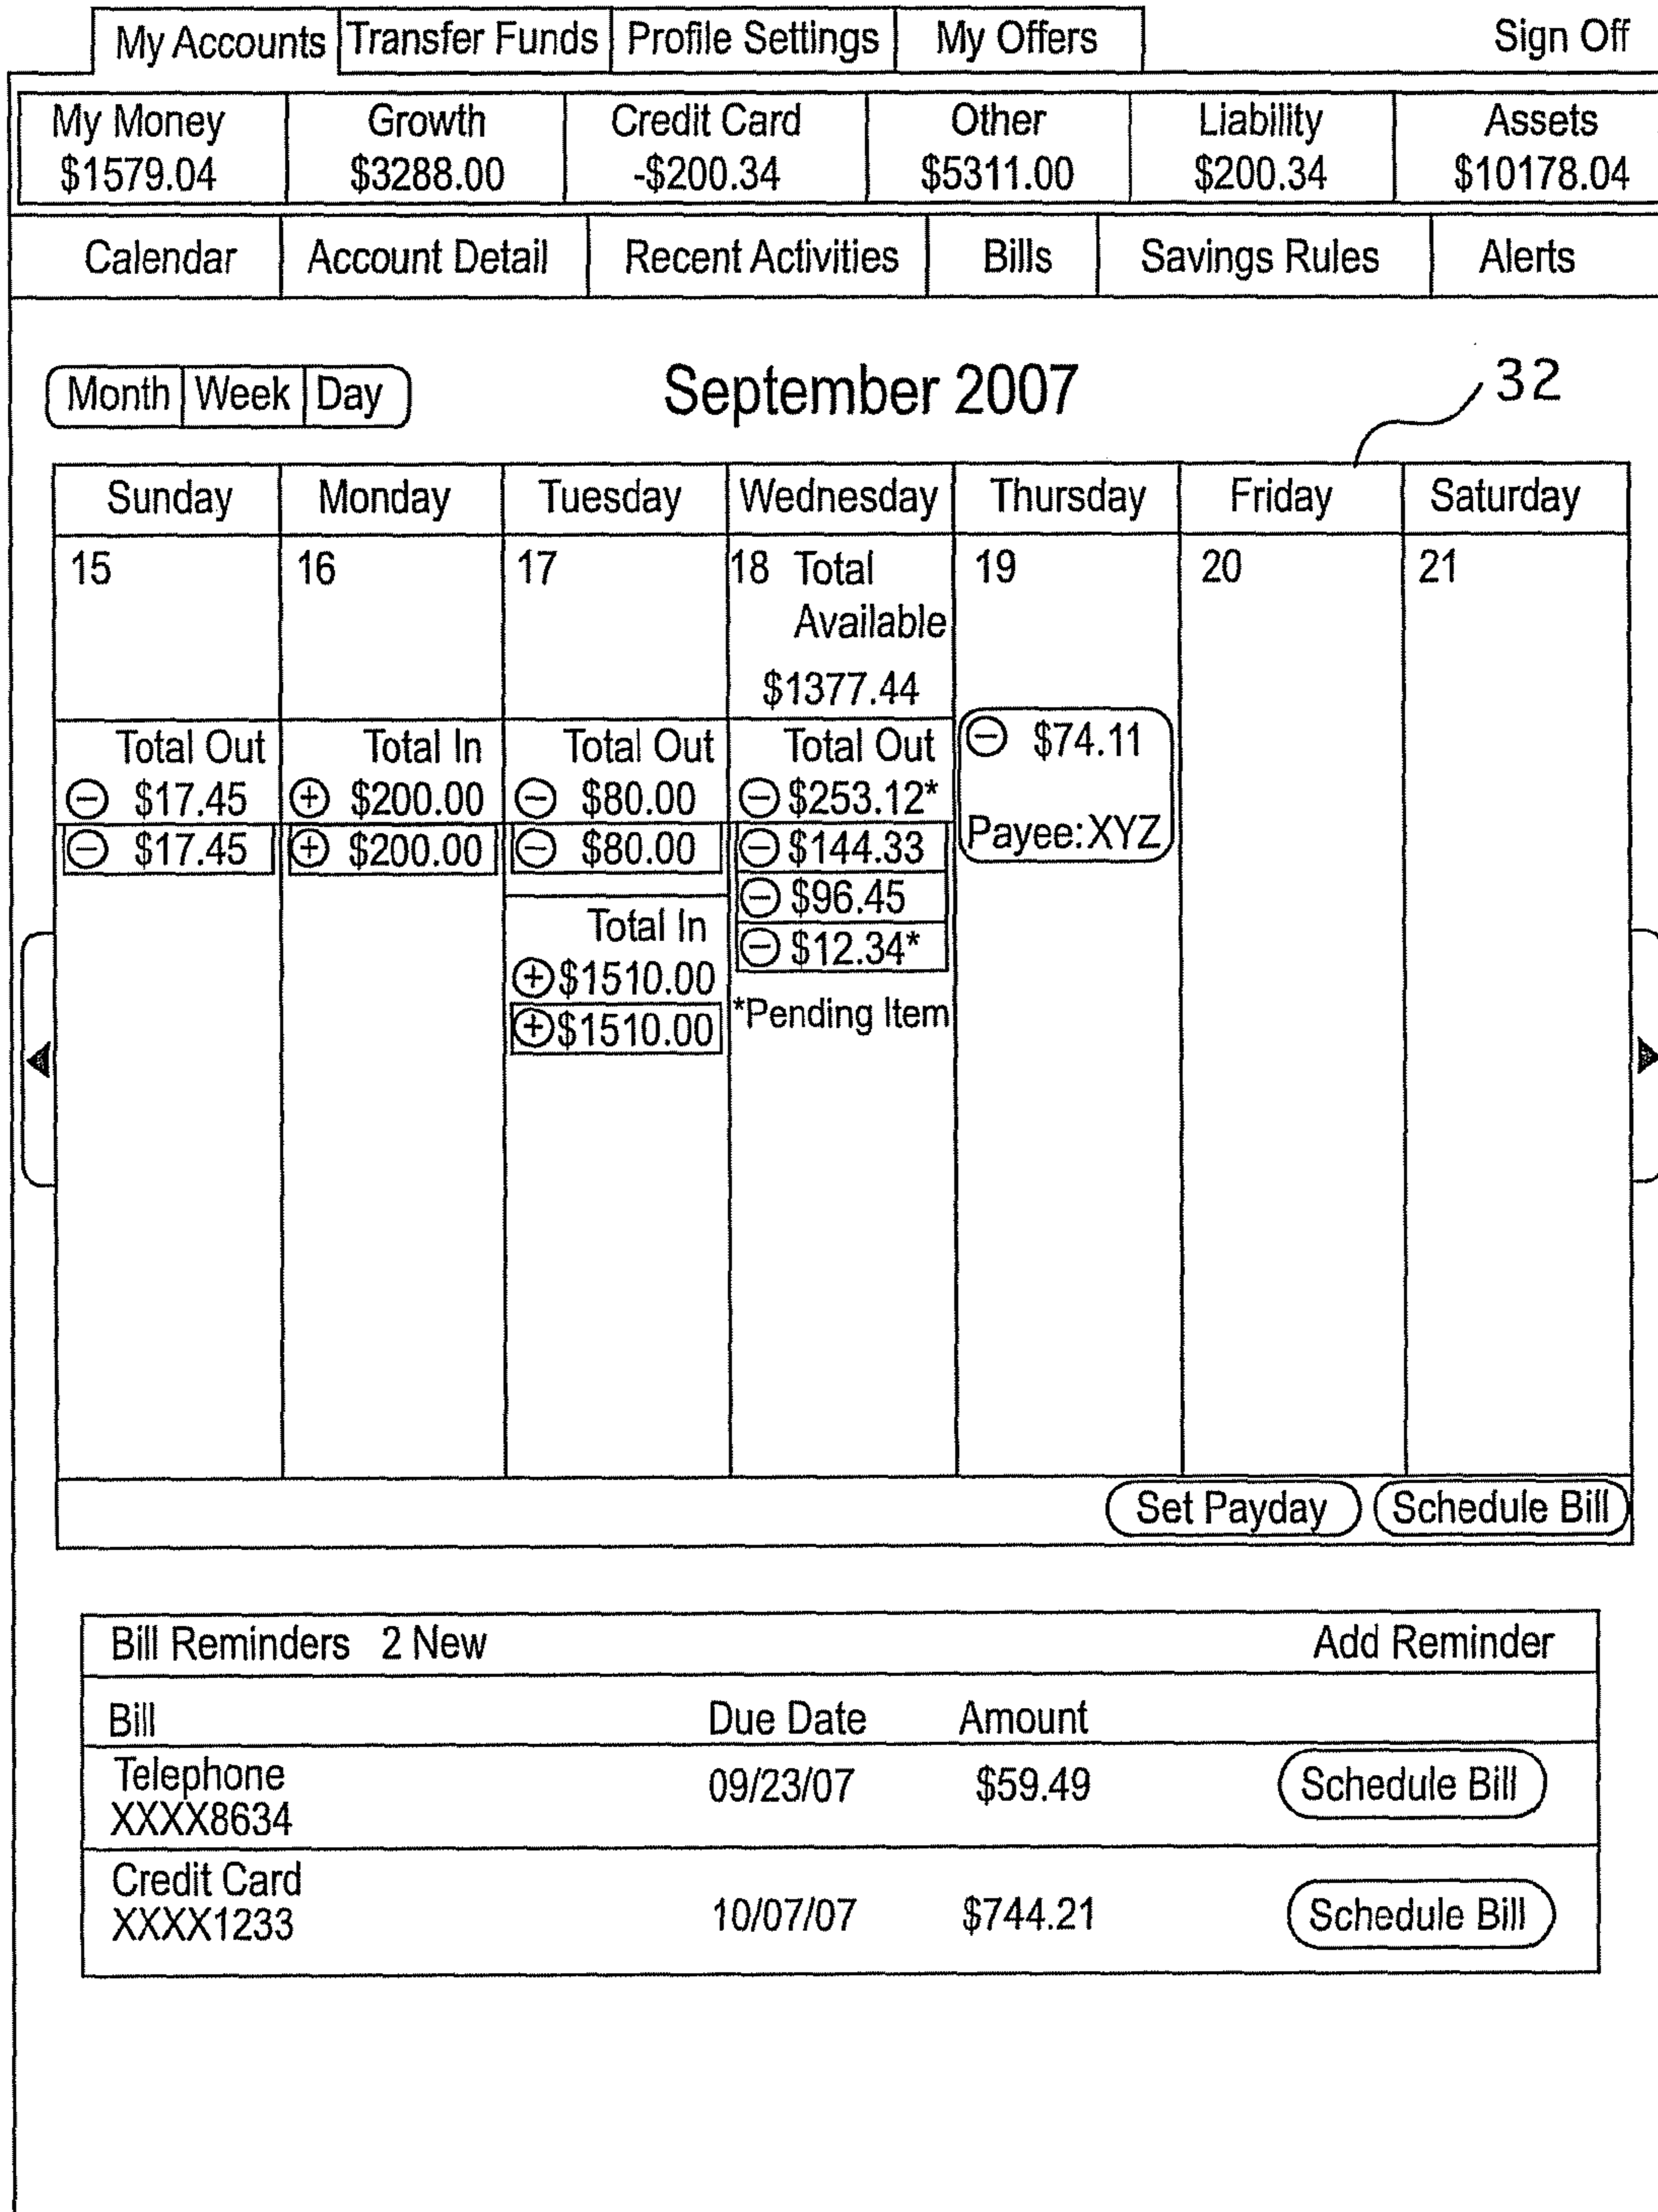 My Accounts Transfer Funds Profile Settings My Offers Sign Off
My Money Growth Credit Card Other Liability Assets
$1579.04 $3288.00 -$200.34 $5311.00 $200.34 $10178.04
Calendar Account Detail Recent Activities Bills Savings Rules Alerts
Month Week Day September 2007 32
Sunday Monday Tuesday Wednesday Thursday Friday Saturday
15 16 17 18 Total 19 20 21
Available
$1377.44
Total Out Total In Total Out Total Out ⊖ $74.11
⊖ $17.45 ⊕ $200.00 ⊖ $80.00 ⊖ $253.12*
⊖ $17.45 ⊕ $200.00 ⊖ $80.00 ⊖ $144.33 Payee:XYZ
⊖ $96.45
Total In ⊖ $12.34*
⊕ $1510.00
⊕ $1510.00 *Pending Item
Set Payday Schedule Bill
Bill Reminders 2 New Add Reminder
Bill Due Date Amount
Telephone 09/23/07 $59.49 Schedule Bill
XXXX8634
Credit Card
XXXX1233 10/07/07 $744.21 Schedule Bill